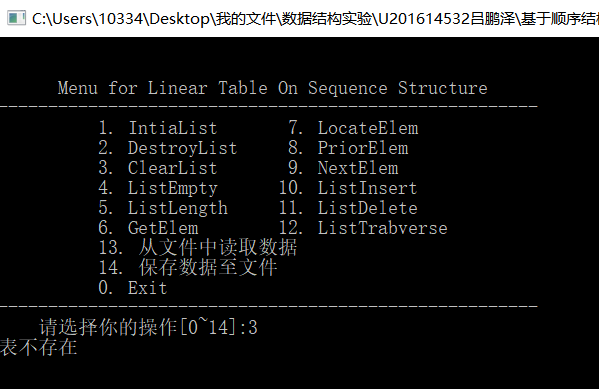 C:\Users\10334\Desktop\我的文件\数据结构实验\U201614532吕鹏泽\基于顺序结
Menu for Linear Table On Sequence Structure
-------------------------------------------------------
1. IntiaList 7. LocateElem
2. DestroyList 8. PriorElem
3. ClearList 9. NextElem
4. ListEmpty 10. ListInsert
5. ListLength 11. ListDelete
6. GetElem 12. ListTrabverse
13. 从文件中读取数据
14. 保存数据至文件
0. Exit
-------------------------------------------------------
请选择你的操作[0~14]:3
表不存在